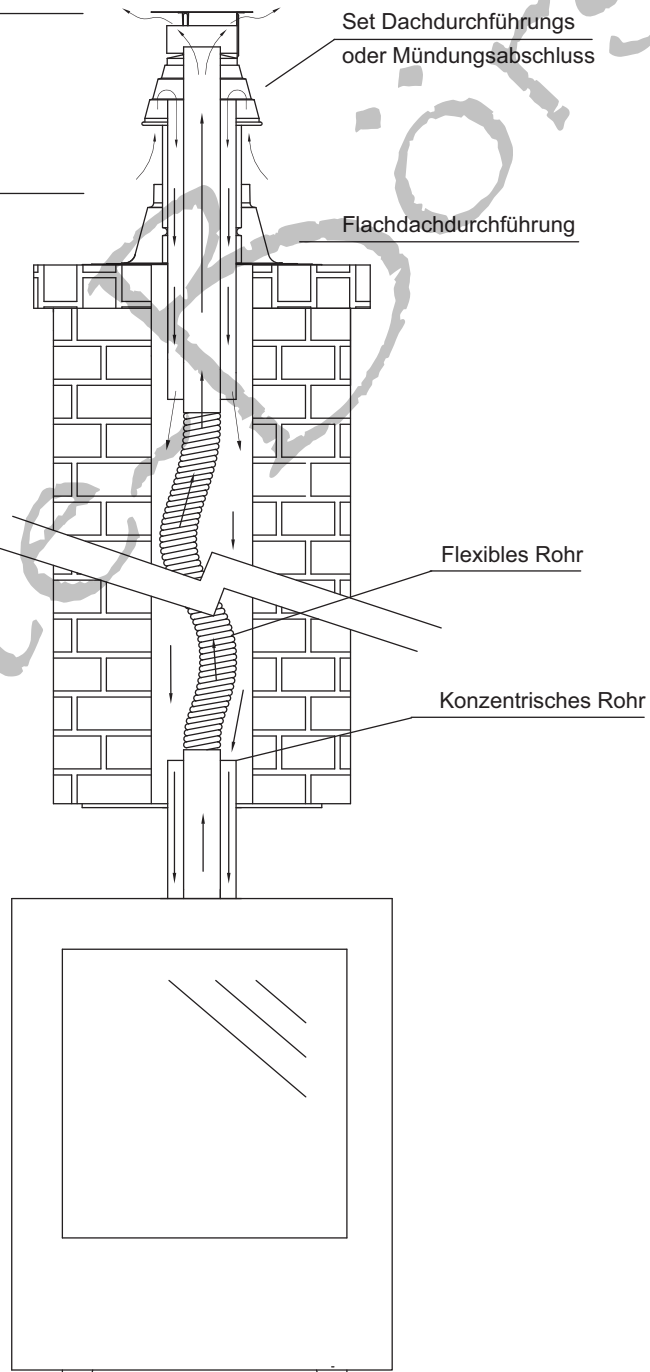 Set Dachdurchführungs
oder Mündungsabschluss
Flachdachdurchführung
Flexibles Rohr
Konzentrisches Rohr